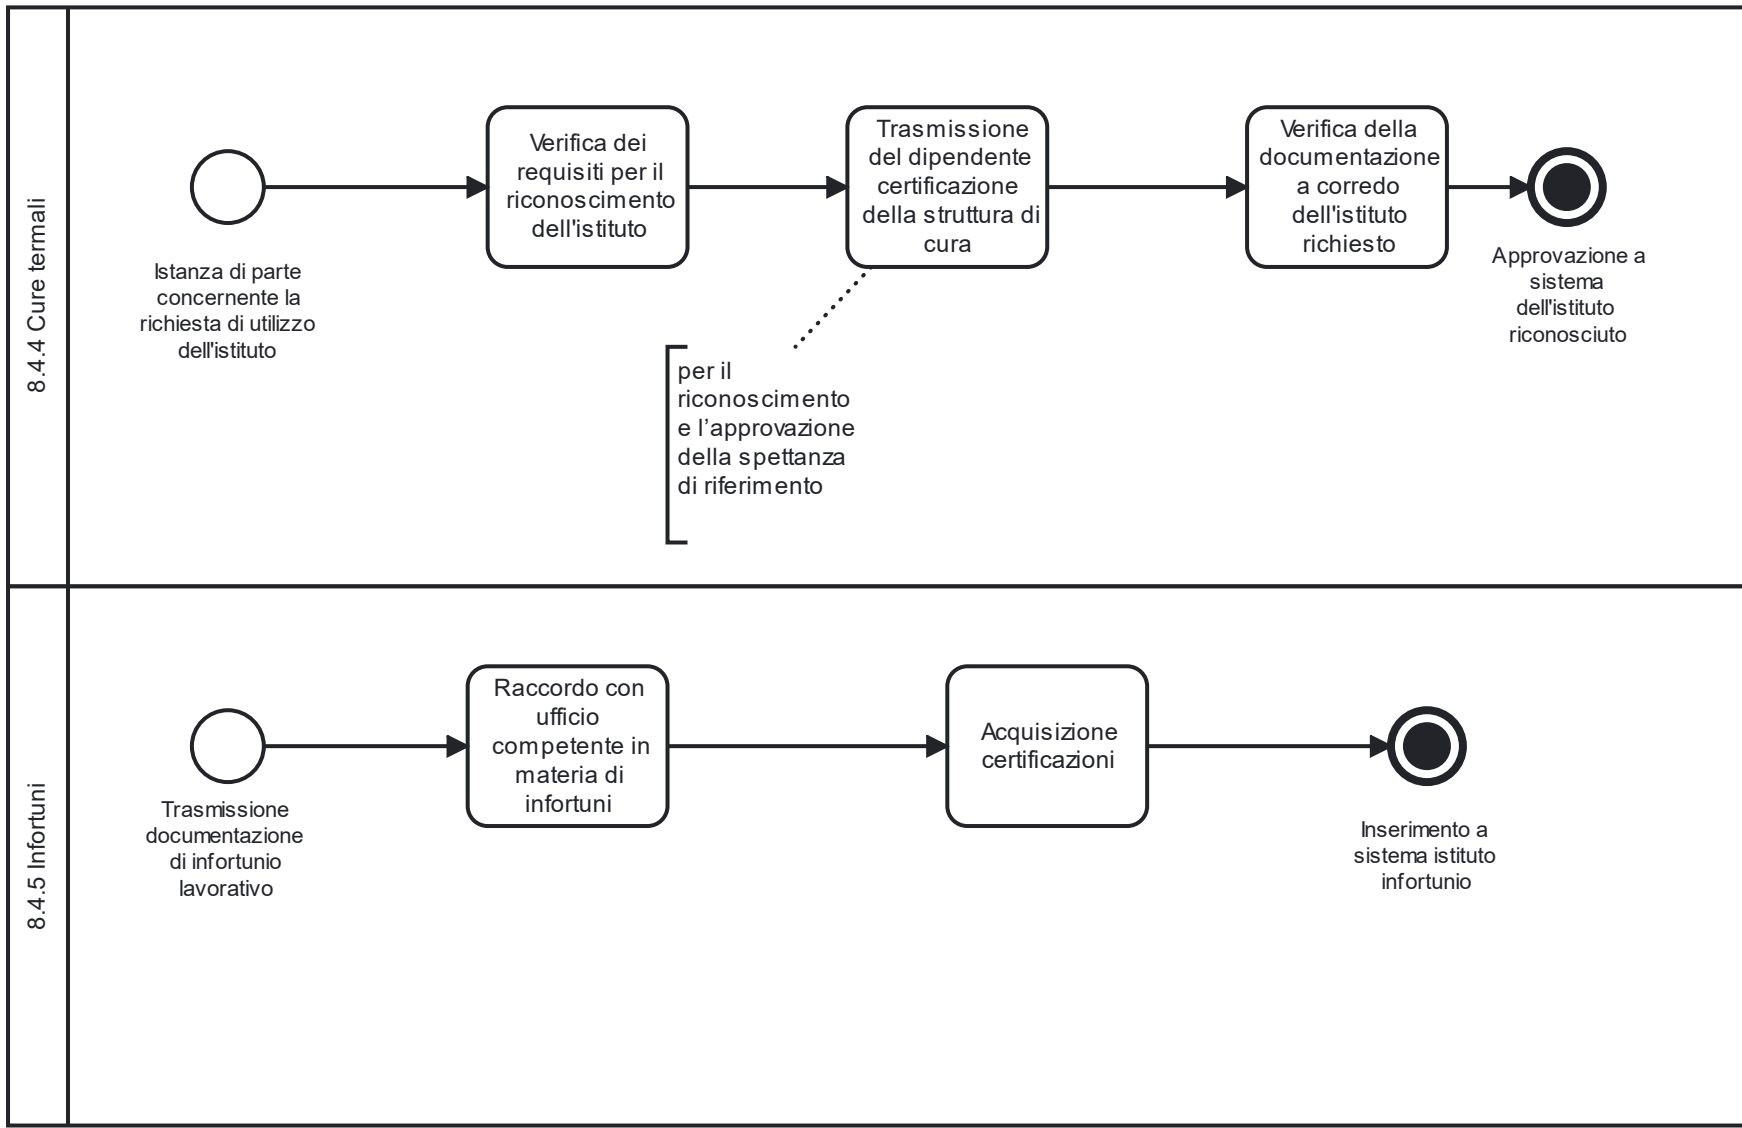 8.4.4 Cure termali
Istanza di parte
concernente la
richiesta di utilizzo
dell'istituto
Verifica dei
requisiti per il
riconoscimento
dell'istituto
Trasmissione
del dipendente
certificazione
della struttura di
cura
per il
riconoscimento
e l’approvazione
della spettanza
di riferimento
Verifica della
documentazione
a corredo
dell'istituto
richiesto
Approvazione a
sistema
dell'istituto
riconosciuto
8.4.5 Infortuni
Trasmissione
documentazione
di infortunio
lavorativo
Raccordo con
ufficio
competente in
materia di
infortuni
Acquisizione
certificazioni
Inserimento a
sistema istituto
infortunio